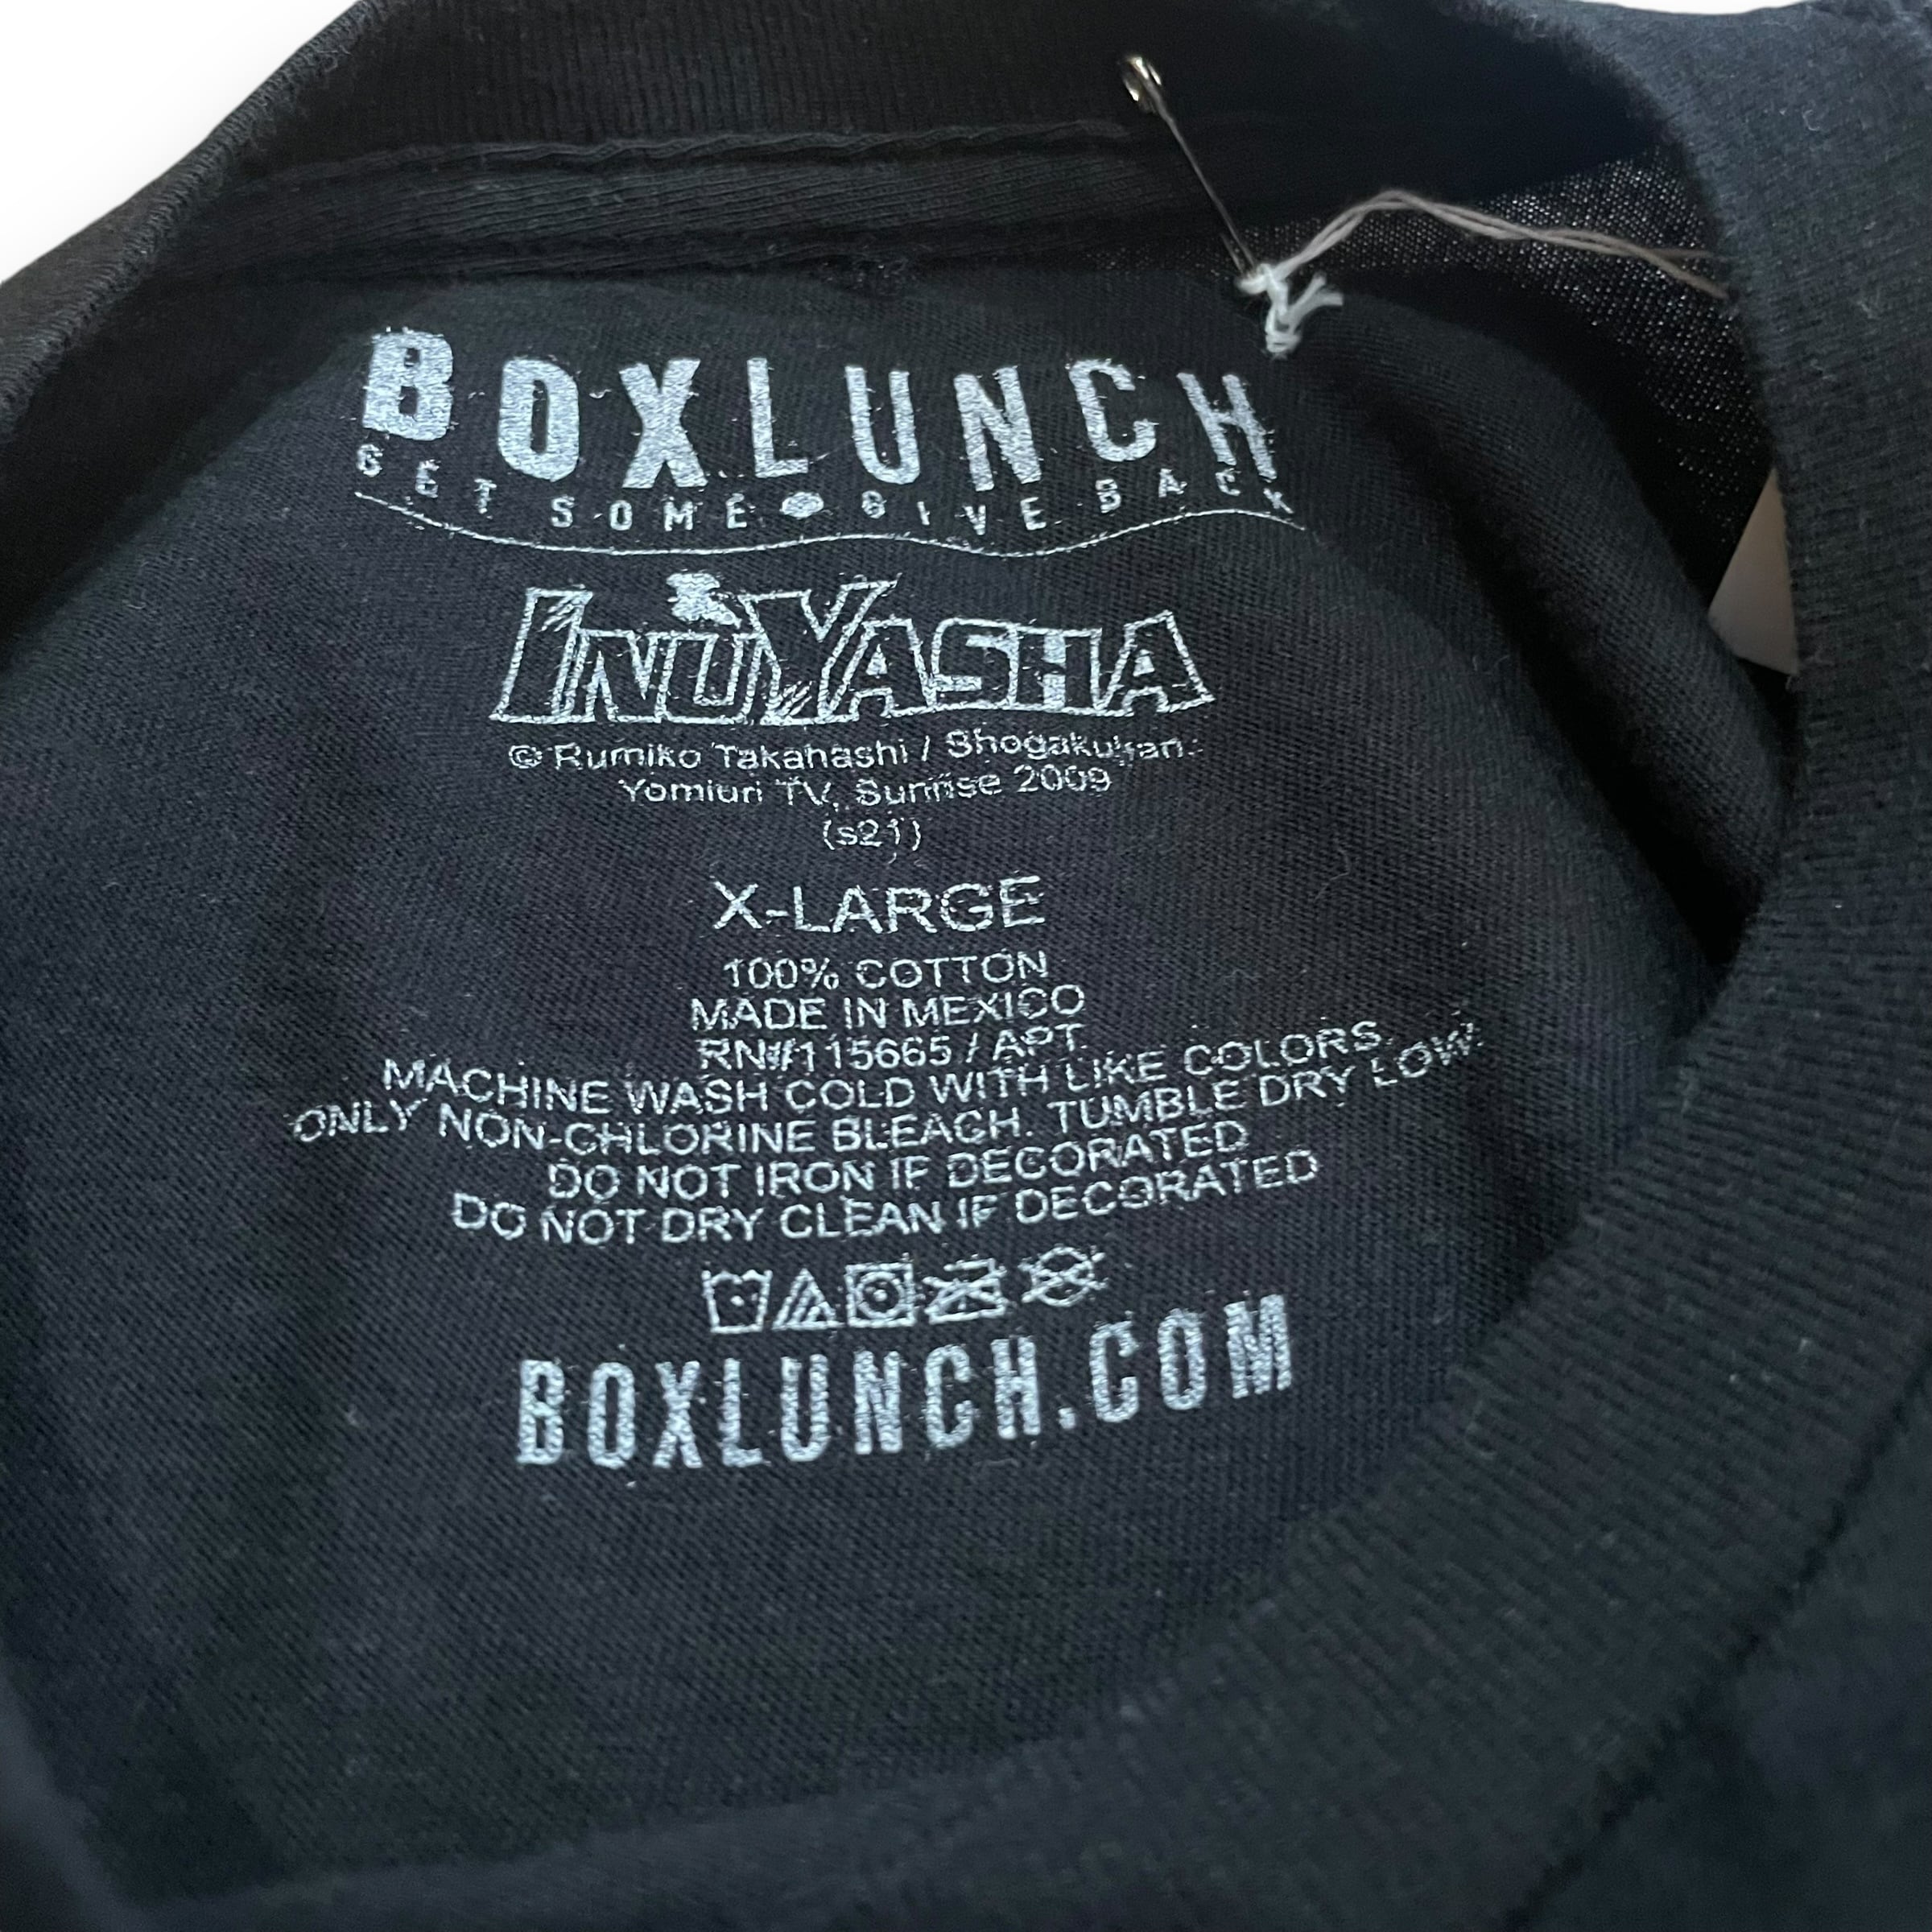 BOXLUNCH
GET SOME • GIVE BACK
INUYASHA
© Rumiko Takahashi / Shogakukan.
Yomiuri TV, Sunrise 2009
(s21)
X-LARGE
100% COTTON
MADE IN MEXICO
RN#115665 / APT.
MACHINE WASH COLD WITH LIKE COLORS.
ONLY NON-CHLORINE BLEACH. TUMBLE DRY LOW.
DO NOT IRON IF DECORATED
DO NOT DRY CLEAN IF DECORATED
BOXLUNCH.COM